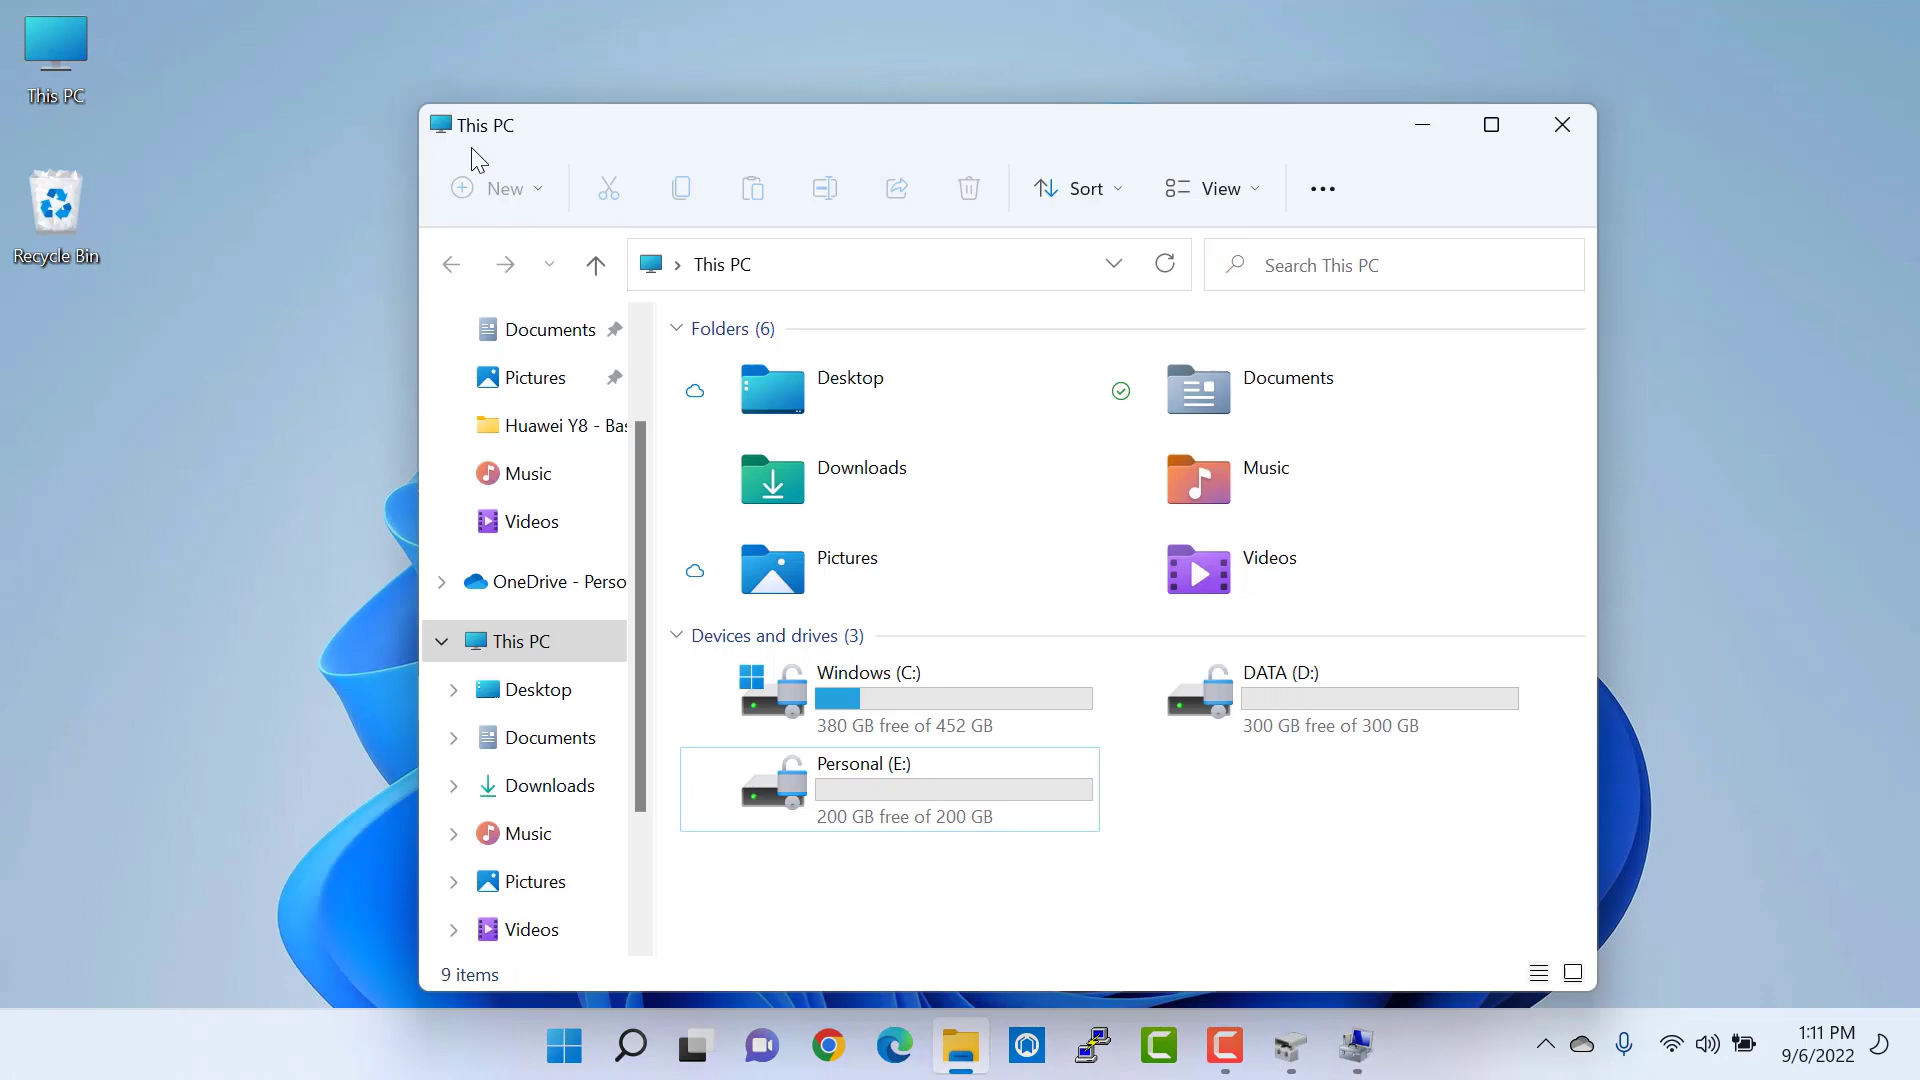 This PC
Recycle Bin
This PC
New
Sort
View
This PC
Search This PC
Documents
Pictures
Huawei Y8 - Bas
Music
Videos
OneDrive - Perso
This PC
Desktop
Documents
Downloads
Music
Pictures
Videos
Folders (6)
Desktop
Documents
Downloads
Music
Pictures
Videos
Devices and drives (3)
Windows (C:)
380 GB free of 452 GB
DATA (D:)
300 GB free of 300 GB
Personal (E:)
200 GB free of 200 GB
9 items
1:11 PM
9/6/2022